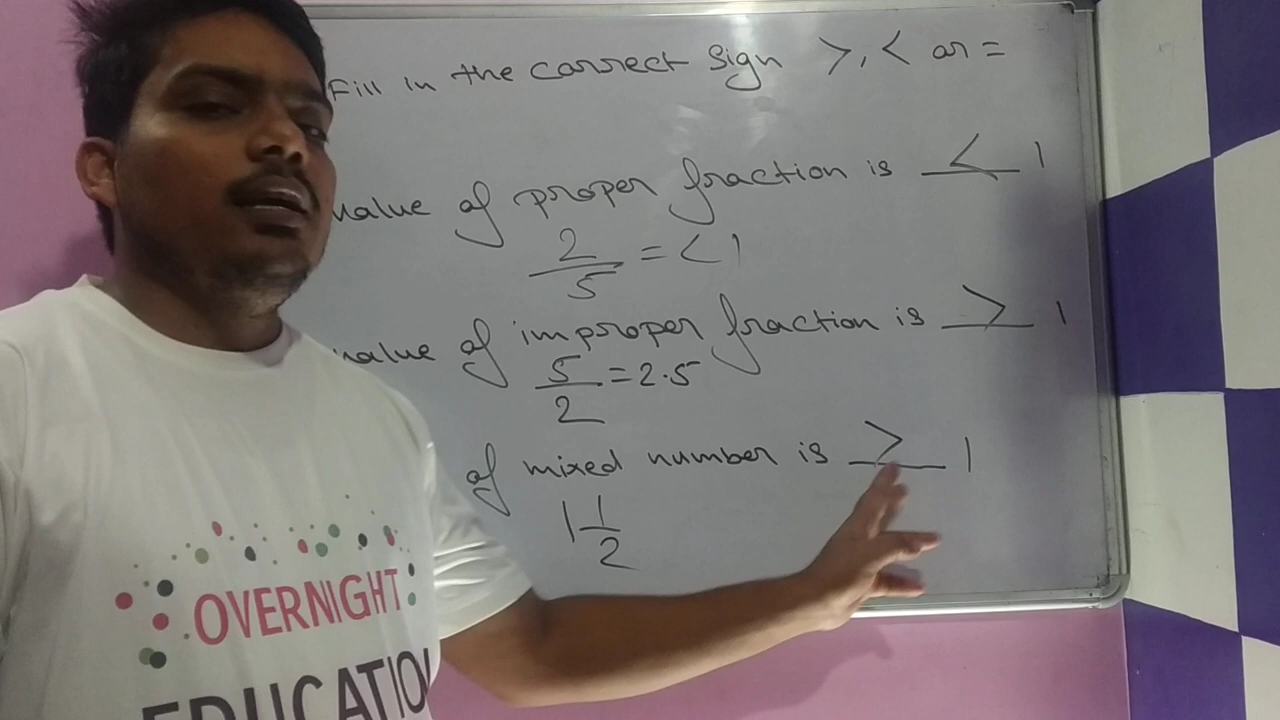 Fill in the correct sign >, < or =
value of proper fraction is < 1
2/5 = < 1
value of improper fraction is > 1
5/2 = 2.5
of mixed number is > 1
1 1/2
OVERNIGHT
EDUCATION